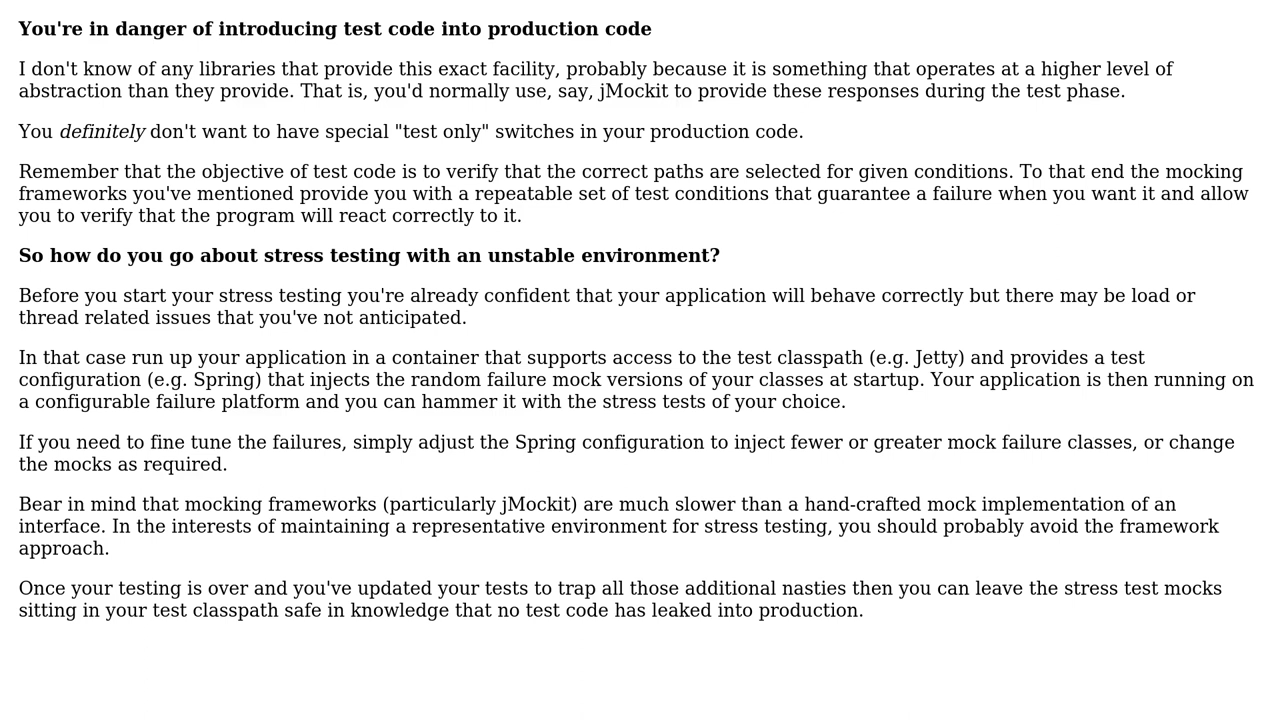 You're in danger of introducing test code into production code
I don't know of any libraries that provide this exact facility, probably because it is something that operates at a higher level of
abstraction than they provide. That is, you'd normally use, say, jMockit to provide these responses during the test phase.
You definitely don't want to have special "test only" switches in your production code.
Remember that the objective of test code is to verify that the correct paths are selected for given conditions. To that end the mocking
frameworks you've mentioned provide you with a repeatable set of test conditions that guarantee a failure when you want it and allow
you to verify that the program will react correctly to it.
So how do you go about stress testing with an unstable environment?
Before you start your stress testing you're already confident that your application will behave correctly but there may be load or
thread related issues that you've not anticipated.
In that case run up your application in a container that supports access to the test classpath (e.g. Jetty) and provides a test
configuration (e.g. Spring) that injects the random failure mock versions of your classes at startup. Your application is then running on
a configurable failure platform and you can hammer it with the stress tests of your choice.
If you need to fine tune the failures, simply adjust the Spring configuration to inject fewer or greater mock failure classes, or change
the mocks as required.
Bear in mind that mocking frameworks (particularly jMockit) are much slower than a hand-crafted mock implementation of an
interface. In the interests of maintaining a representative environment for stress testing, you should probably avoid the framework
approach.
Once your testing is over and you've updated your tests to trap all those additional nasties then you can leave the stress test mocks
sitting in your test classpath safe in knowledge that no test code has leaked into production.